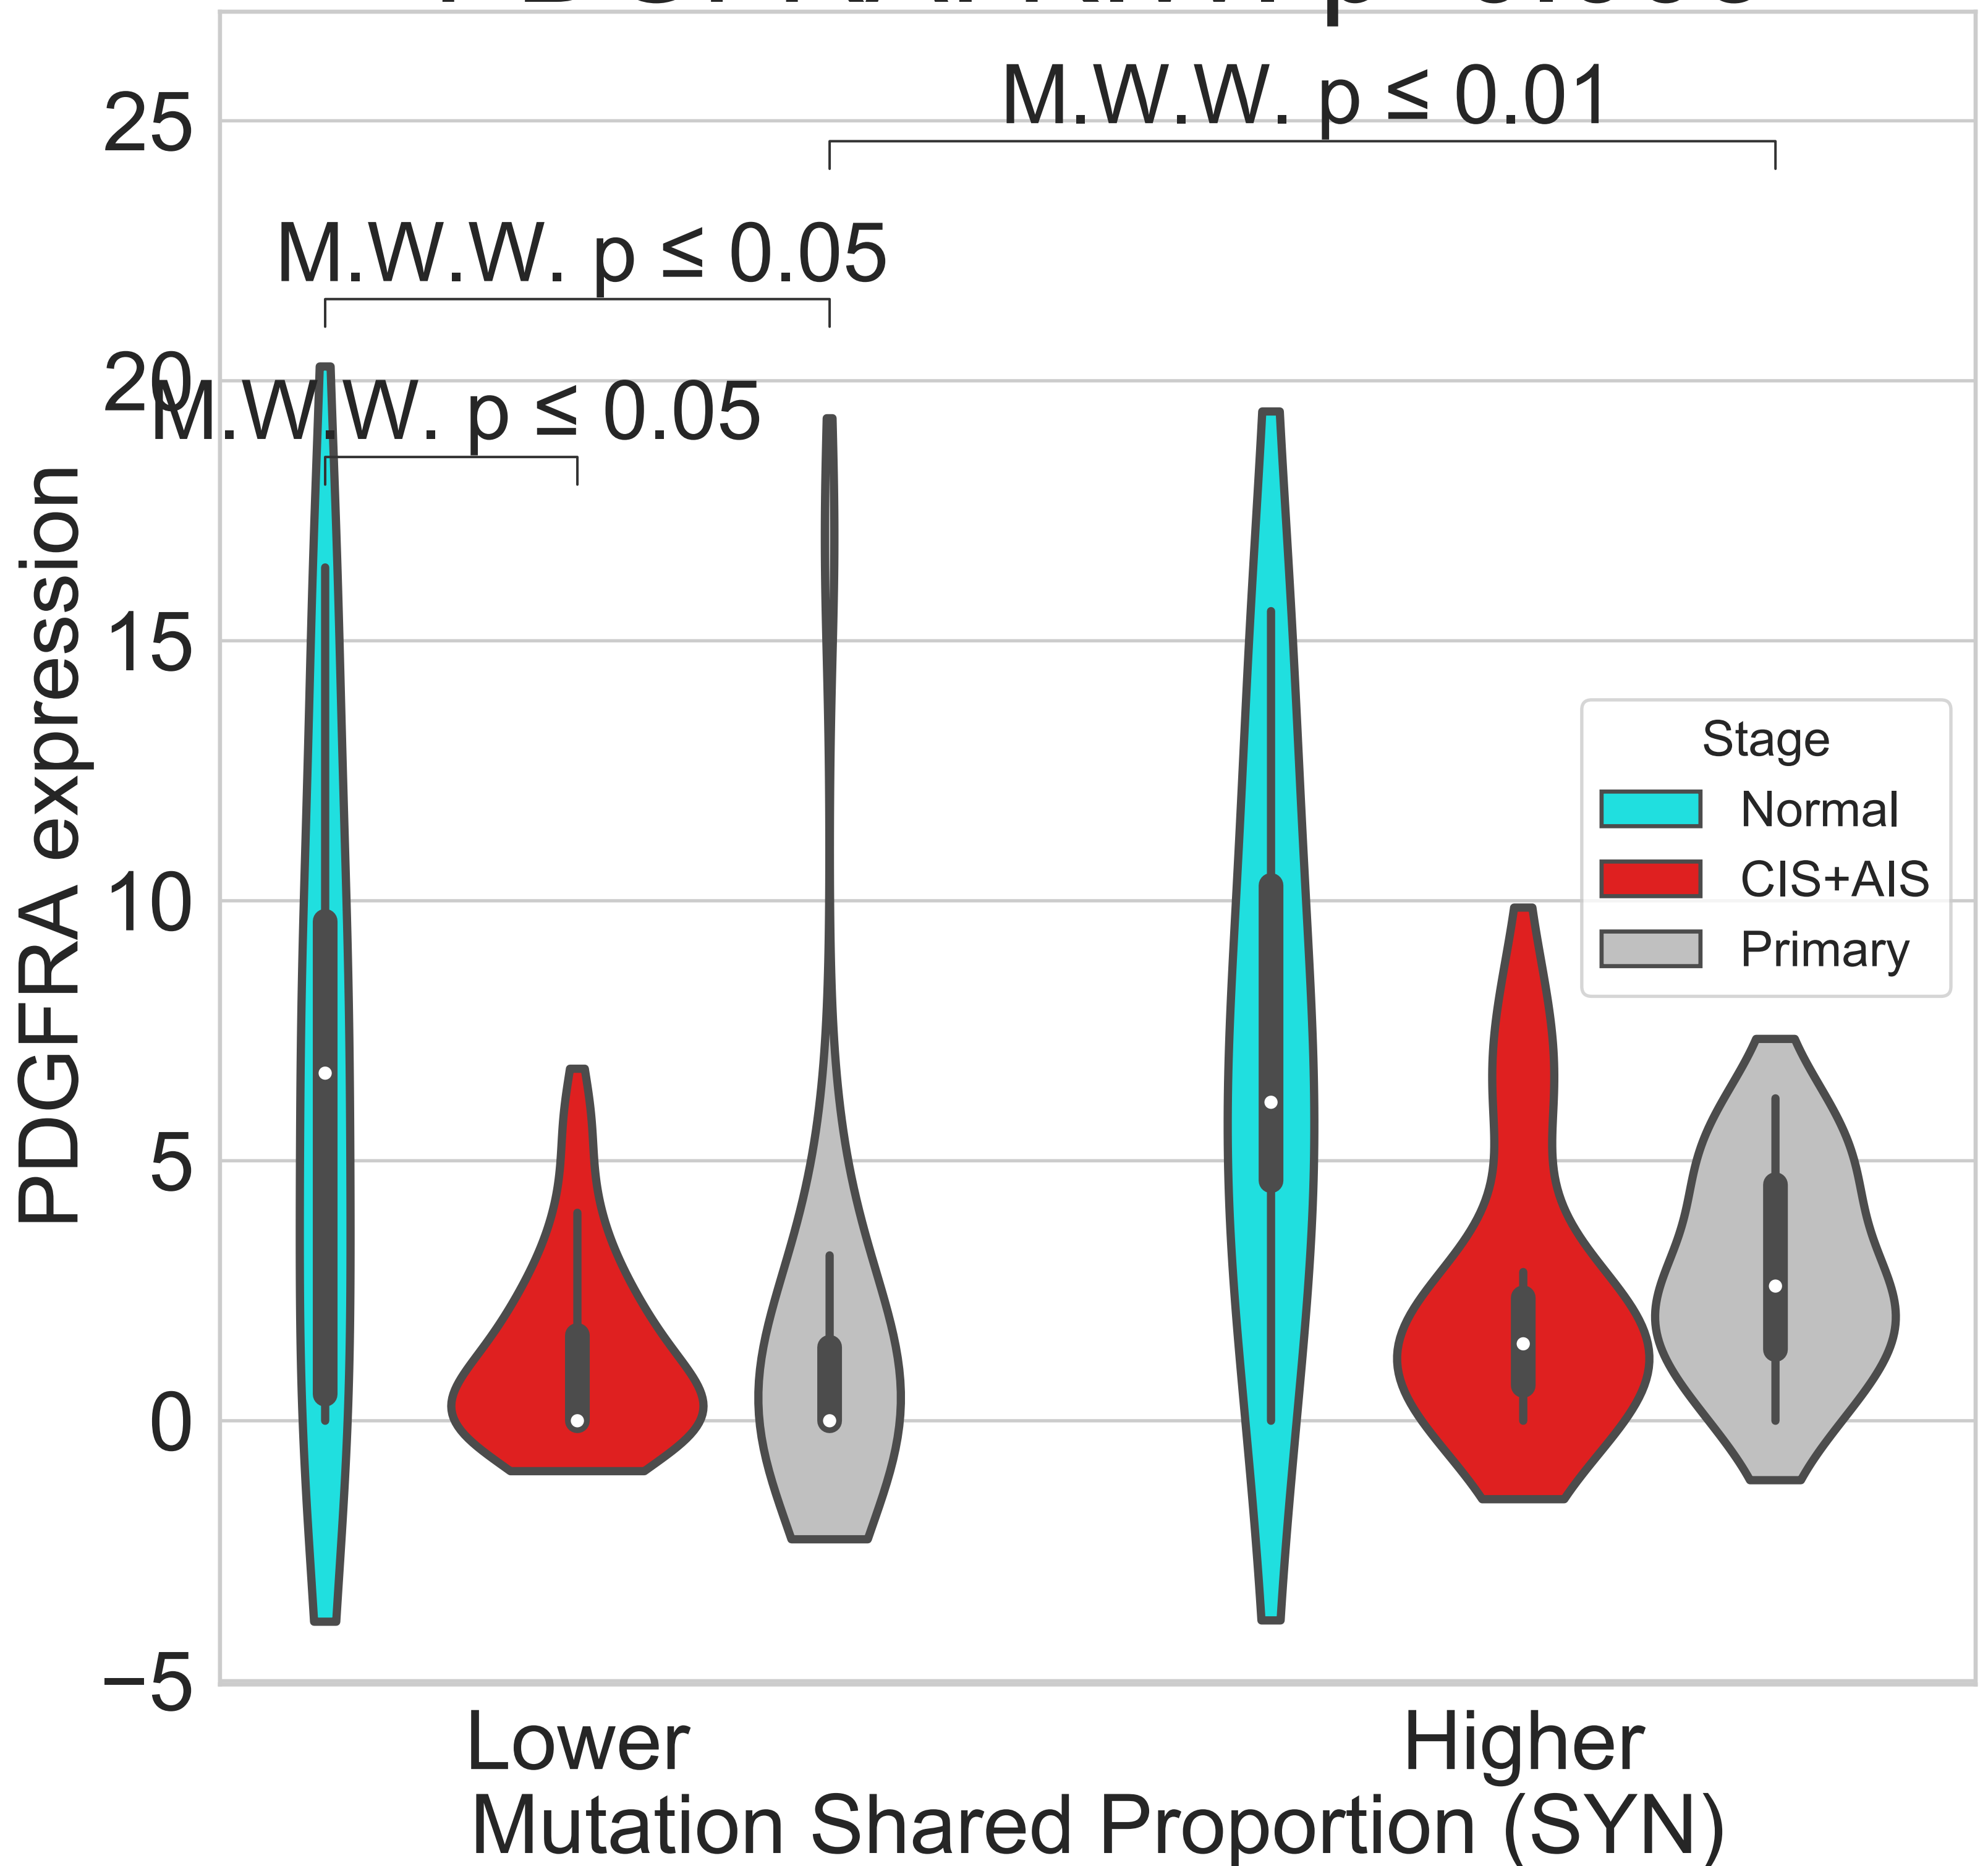 M.W.W. p ≤ 0.01
M.W.W. p ≤ 0.05
M.W.W. p ≤ 0.05
25
20
15
10
5
0
−5
PDGFRA expression
Stage
Normal
CIS+AIS
Primary
Lower
Higher
Mutation Shared Proportion (SYN)